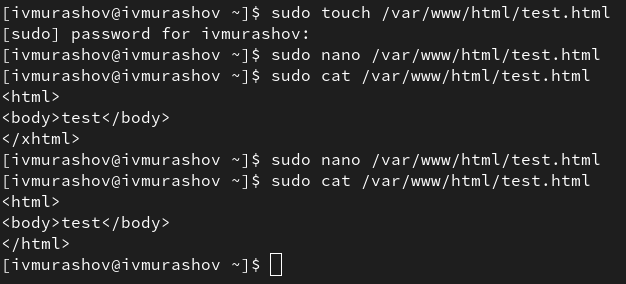 [ivmurashov@ivmurashov ~]$ sudo touch /var/www/html/test.html
[sudo] password for ivmurashov:
[ivmurashov@ivmurashov ~]$ sudo nano /var/www/html/test.html
[ivmurashov@ivmurashov ~]$ sudo cat /var/www/html/test.html
<html>
<body>test</body>
</xhtml>
[ivmurashov@ivmurashov ~]$ sudo nano /var/www/html/test.html
[ivmurashov@ivmurashov ~]$ sudo cat /var/www/html/test.html
<html>
<body>test</body>
</html>
[ivmurashov@ivmurashov ~]$